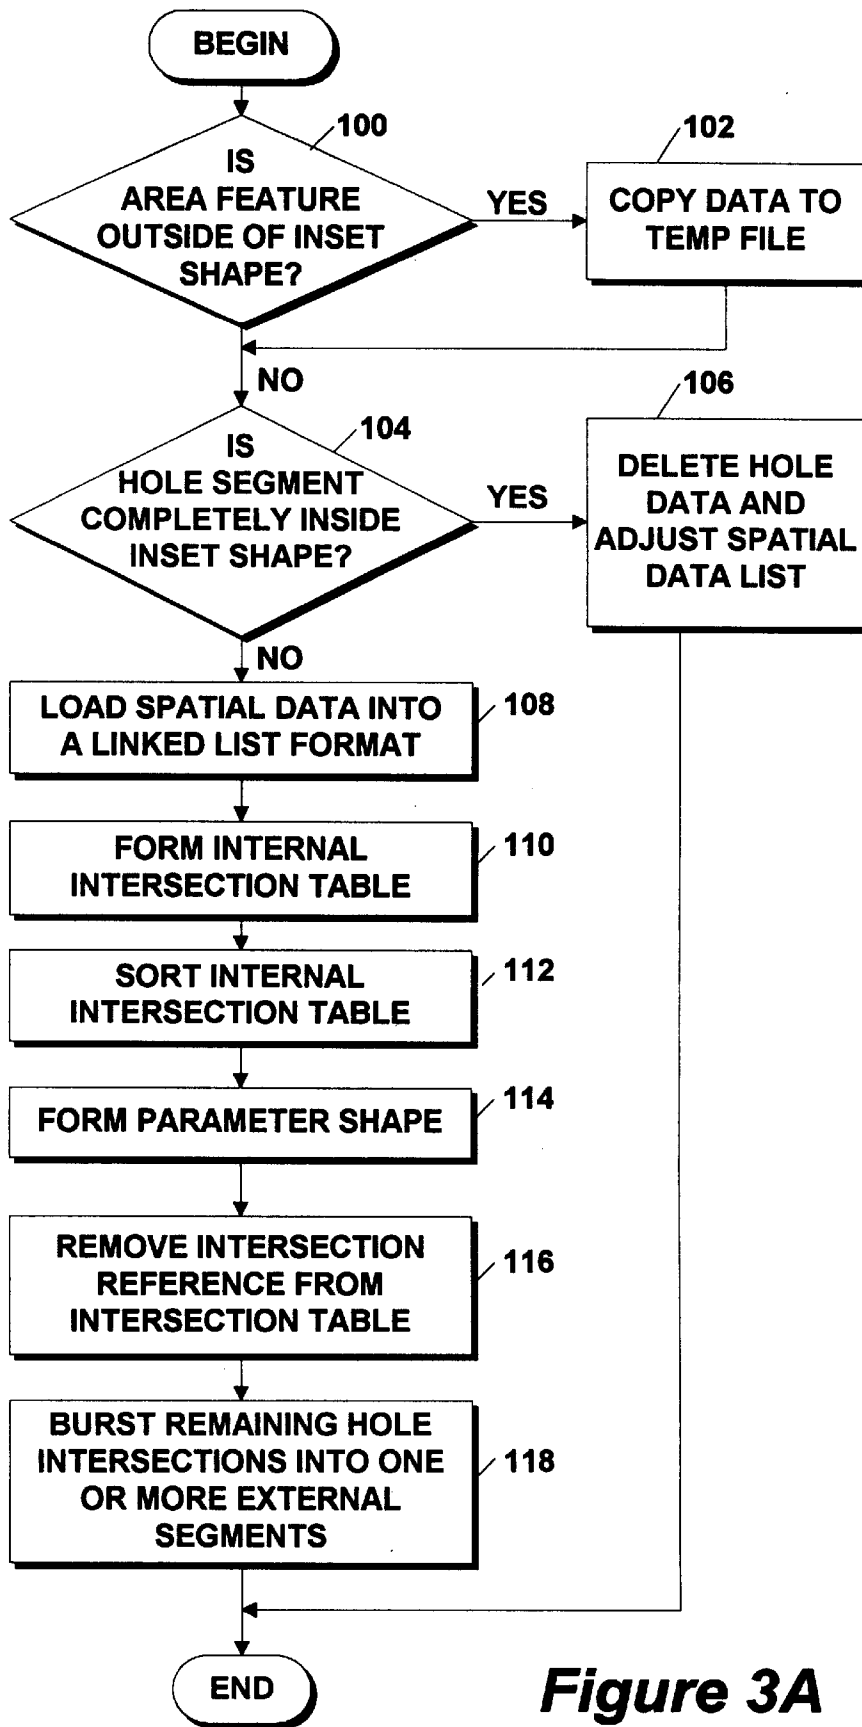 BEGIN
100
IS
AREA FEATURE
OUTSIDE OF INSET
SHAPE?
YES
102
COPY DATA TO
TEMP FILE
NO
104
IS
HOLE SEGMENT
COMPLETELY INSIDE
INSET SHAPE?
YES
106
DELETE HOLE
DATA AND
ADJUST SPATIAL
DATA LIST
NO
LOAD SPATIAL DATA INTO
A LINKED LIST FORMAT
108
FORM INTERNAL
INTERSECTION TABLE
110
SORT INTERNAL
INTERSECTION TABLE
112
FORM PARAMETER SHAPE
114
REMOVE INTERSECTION
REFERENCE FROM
INTERSECTION TABLE
116
BURST REMAINING HOLE
INTERSECTIONS INTO ONE
OR MORE EXTERNAL
SEGMENTS
118
END
Figure 3A